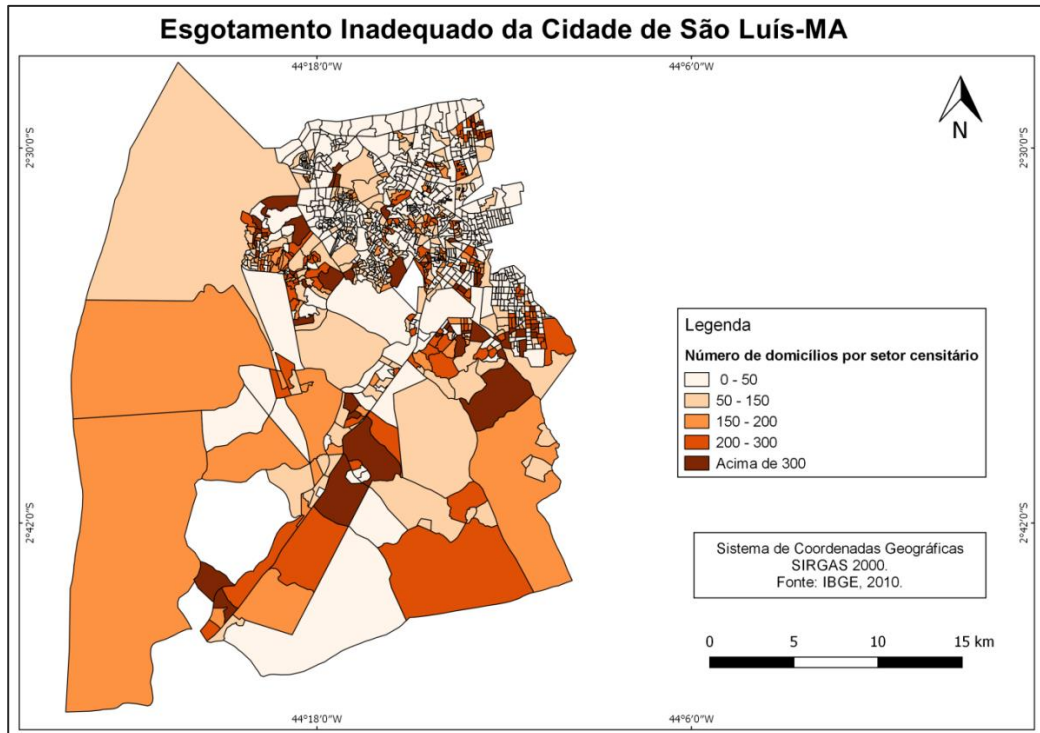 Esgotamento Inadequado da Cidade de São Luís-MA
44°18'0"W
44°6'0"W
2°30'0"S
2°30'0"S
N
Legenda
Número de domicílios por setor censitário
0 - 50
50 - 150
150 - 200
200 - 300
Acima de 300
2°42'0"S
2°42'0"S
Sistema de Coordenadas Geográficas
SIRGAS 2000.
Fonte: IBGE, 2010.
0 5 10 15 km
44°18'0"W
44°6'0"W